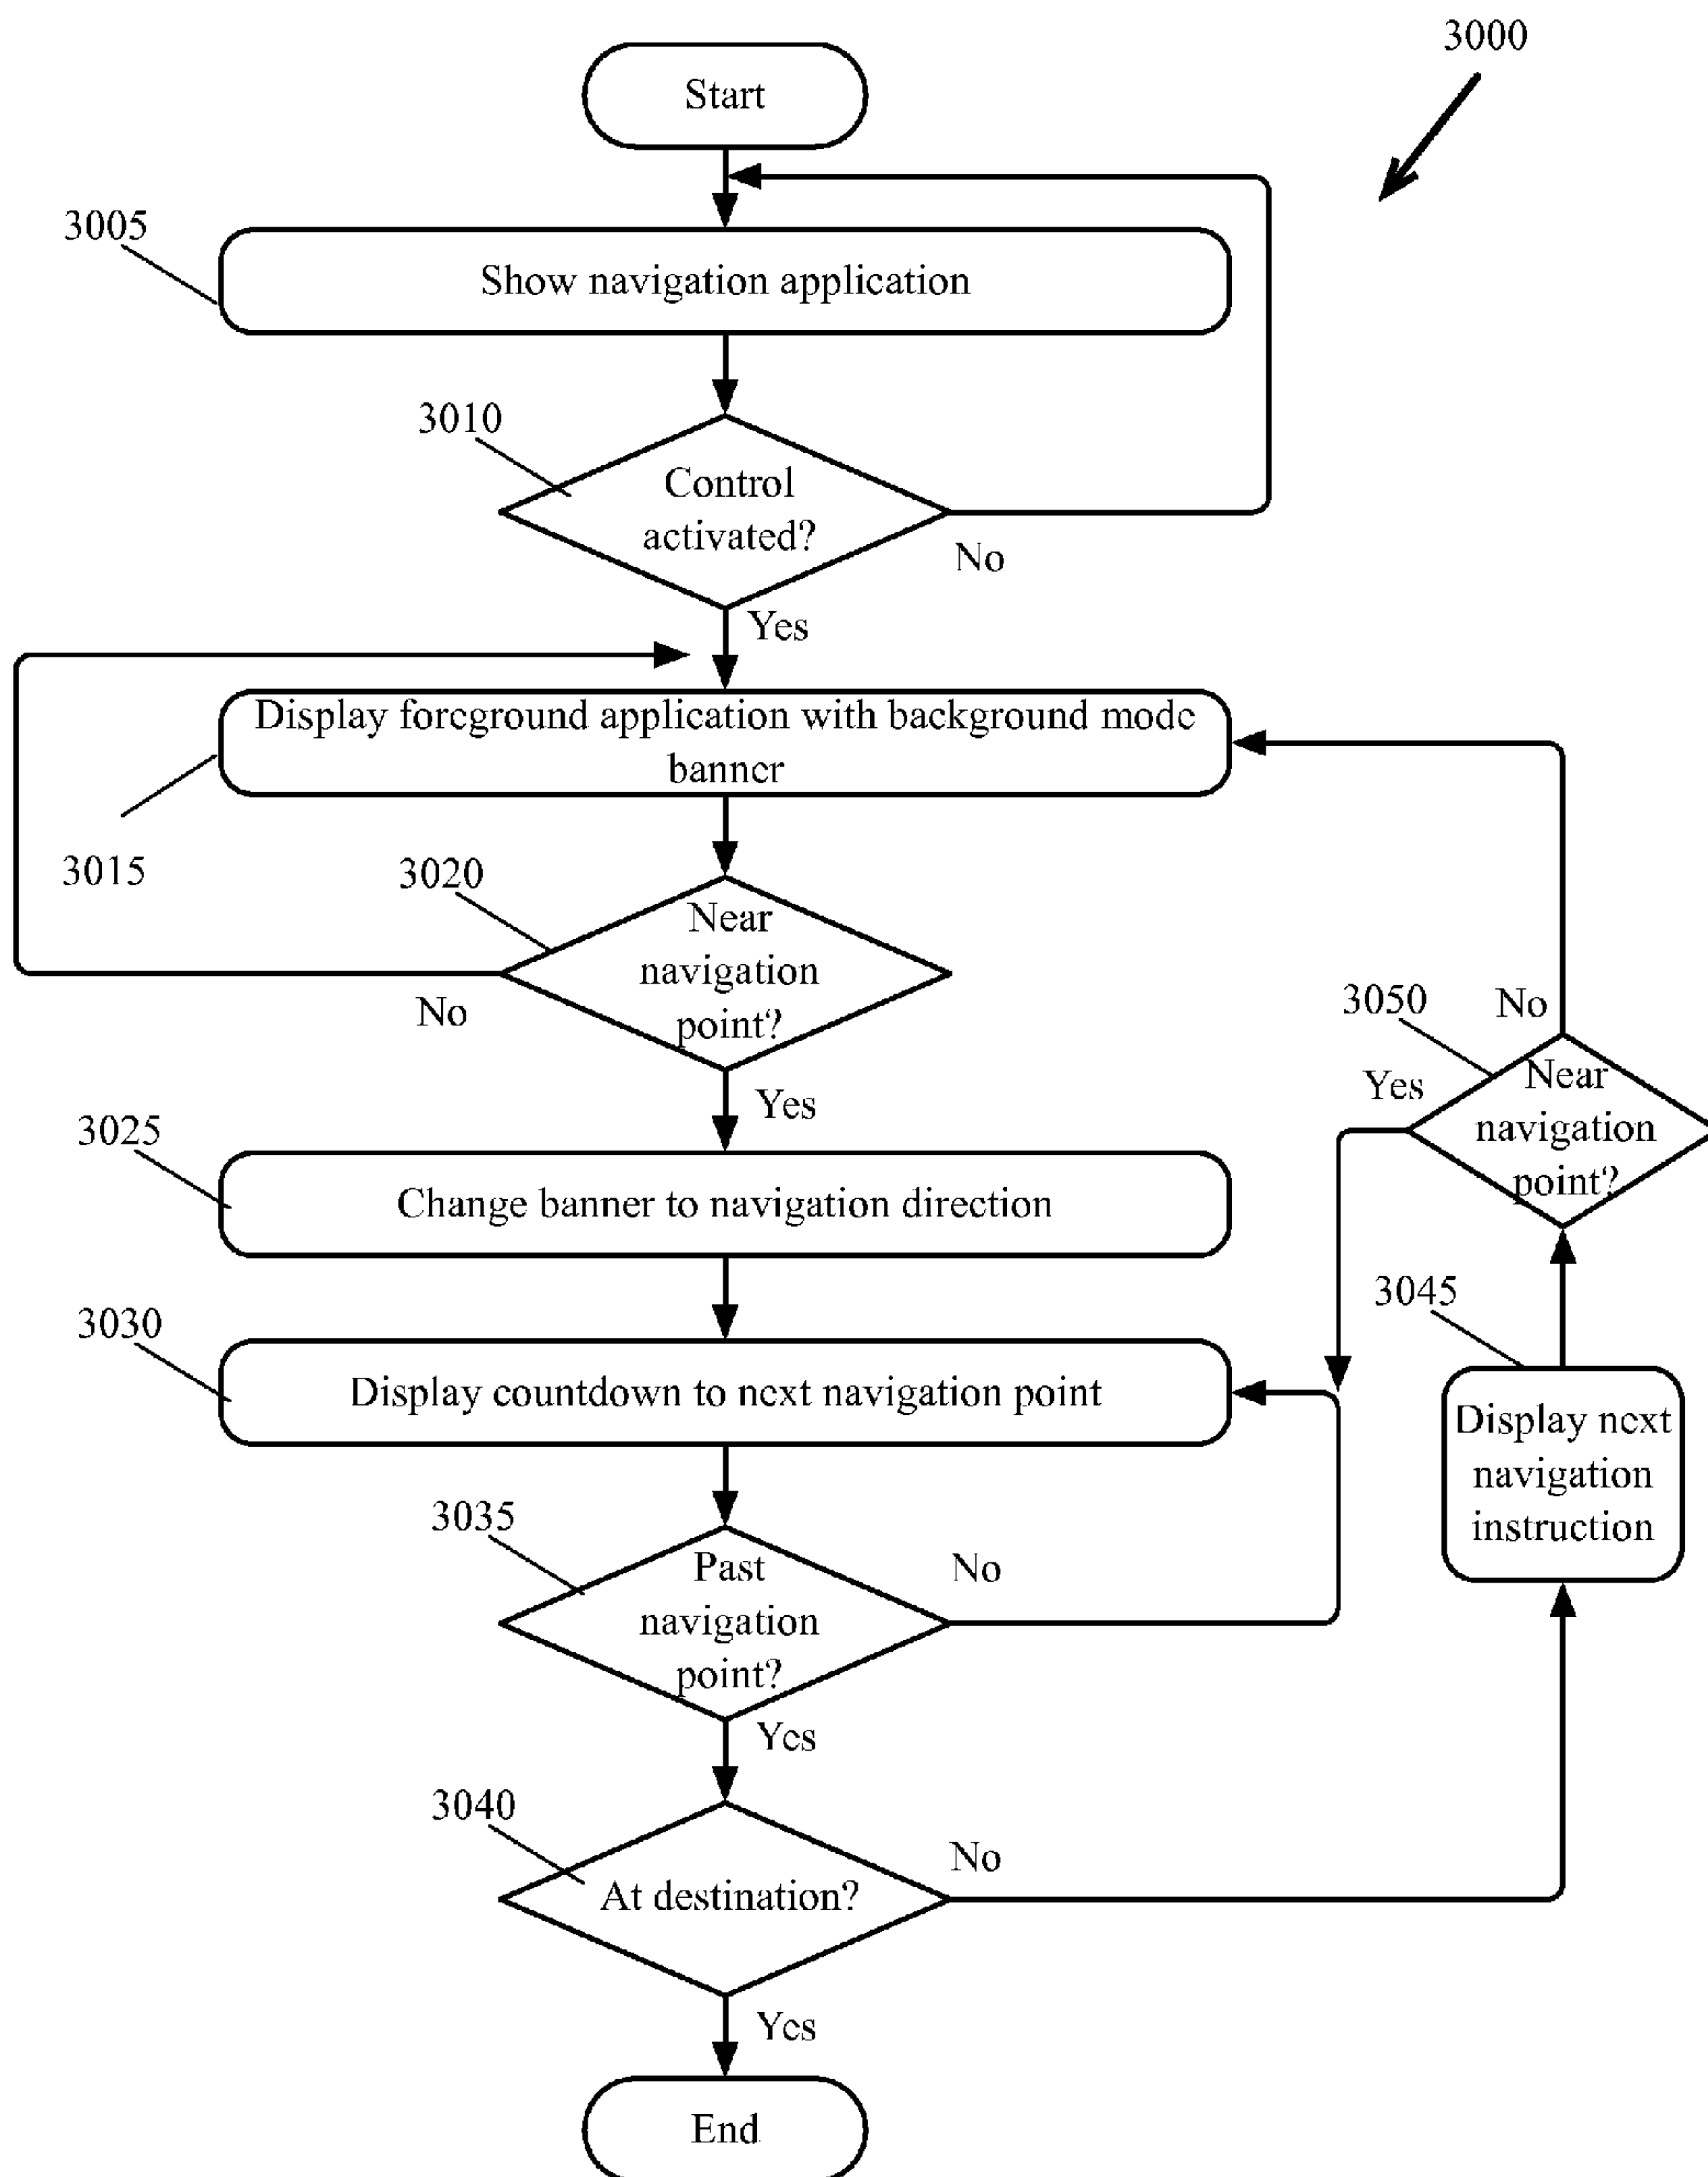 3000
Start
3005
Show navigation application
3010
Control
activated?
No
Yes
Display foreground application with background mode
banner
3015
3020
Near
navigation
point?
No
Yes
3025
Change banner to navigation direction
3030
Display countdown to next navigation point
3035
Past
navigation
point?
No
Yes
3040
At destination?
No
Yes
End
3050
No
Yes
Near
navigation
point?
3045
Display next
navigation
instruction